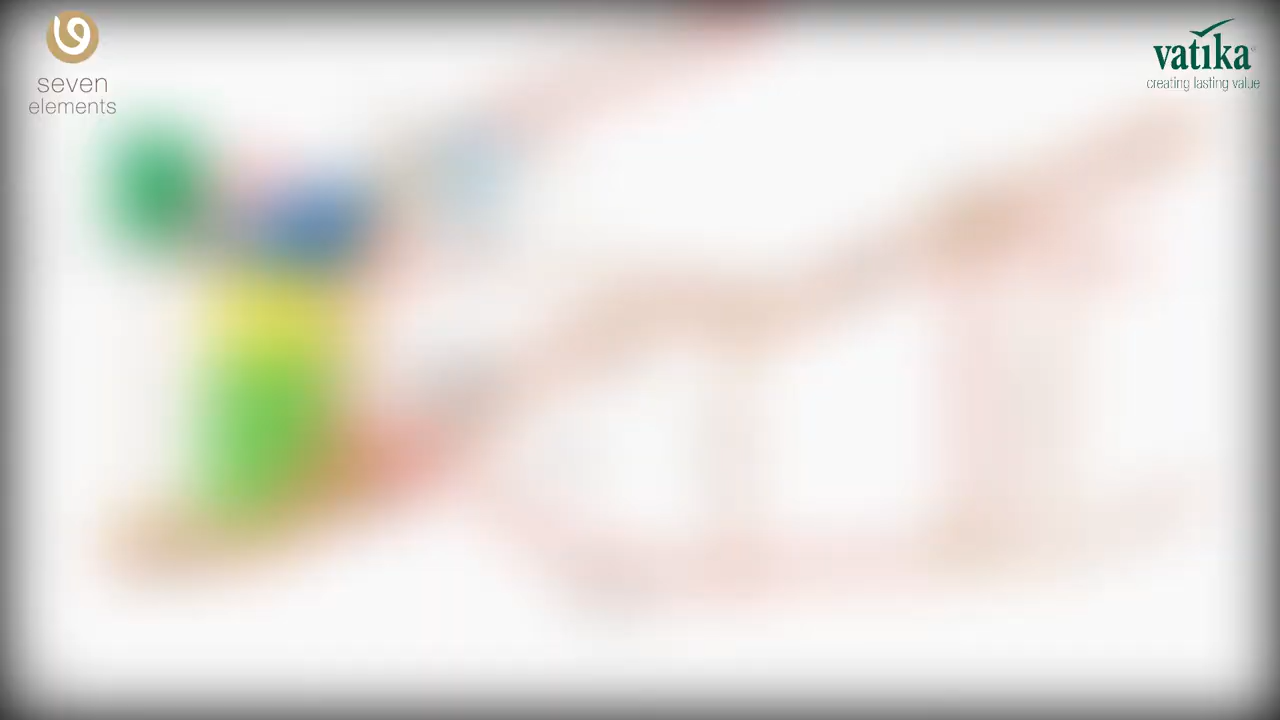 seven
elements
vatika
creating lasting value